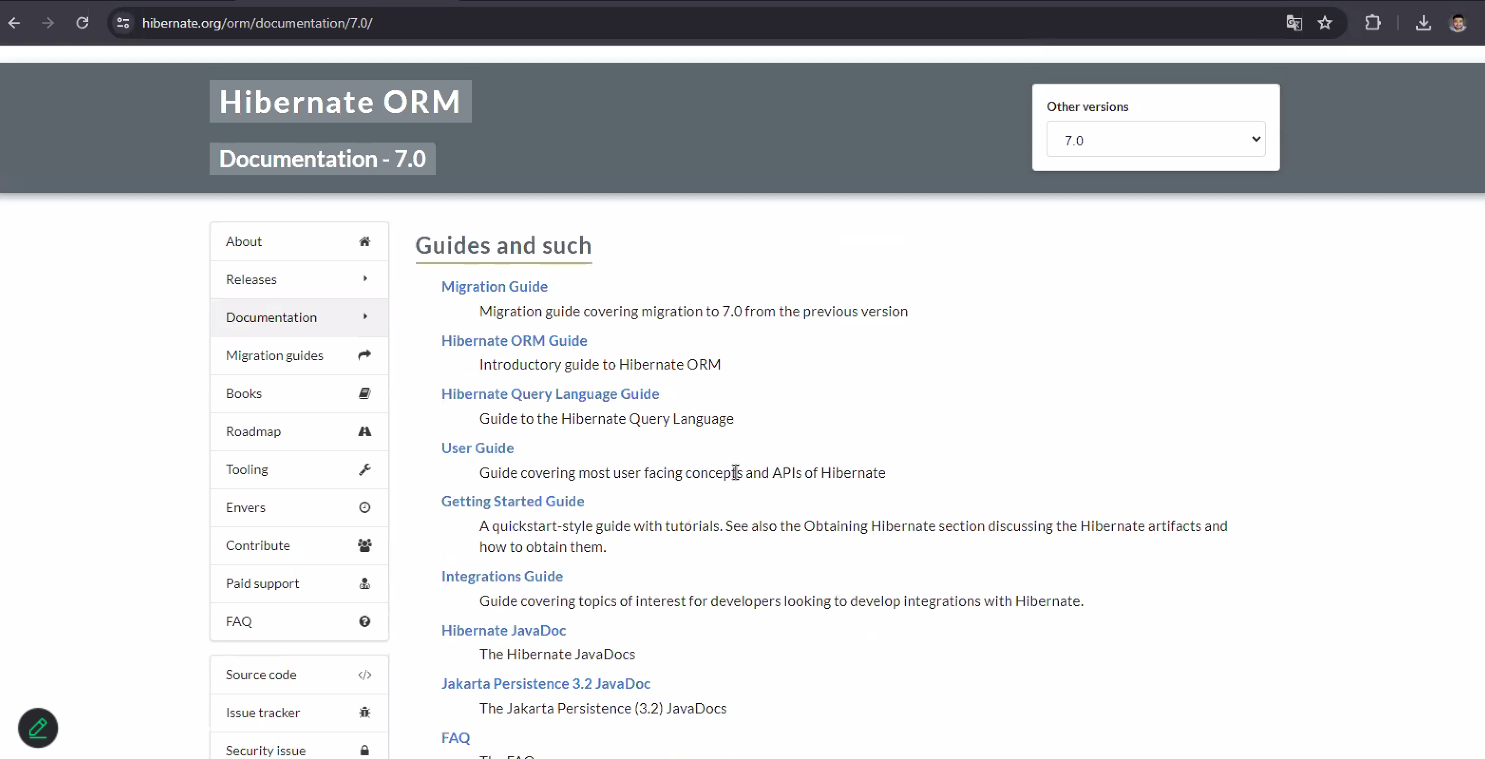 hibernate.org/orm/documentation/7.0/
Hibernate ORM
Documentation - 7.0
Other versions
7.0
About
Releases
Documentation
Migration guides
Books
Roadmap
Tooling
Envers
Contribute
Paid support
FAQ
Source code
Issue tracker
Security issue
Guides and such
Migration Guide
Migration guide covering migration to 7.0 from the previous version
Hibernate ORM Guide
Introductory guide to Hibernate ORM
Hibernate Query Language Guide
Guide to the Hibernate Query Language
User Guide
Guide covering most user facing concepts and APIs of Hibernate
Getting Started Guide
A quickstart-style guide with tutorials. See also the Obtaining Hibernate section discussing the Hibernate artifacts and
how to obtain them.
Integrations Guide
Guide covering topics of interest for developers looking to develop integrations with Hibernate.
Hibernate JavaDoc
The Hibernate JavaDocs
Jakarta Persistence 3.2 JavaDoc
The Jakarta Persistence (3.2) JavaDocs
FAQ
The FAQ